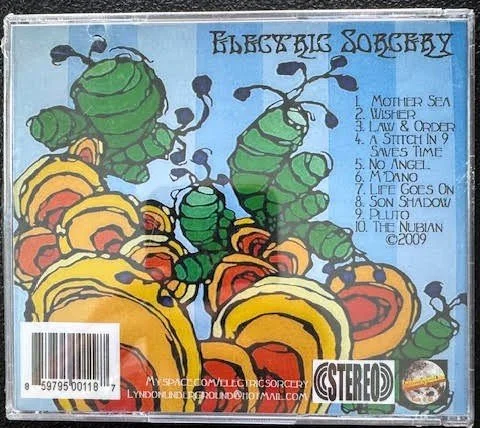 ELECTRIC SORCERY
1. MOTHER SEA
2. WISHER
3. LAW & ORDER
4. A STITCH IN 9
SAVES TIME
5. NO ANGEL
6. M'DANO
7. LIFE GOES ON
8. SON SHADOW
9. PLUTO
10. THE NUBIAN
©2009
8 59795 00118 7
MYSPACE.COM/ELECTRICSORCERY
LYNDONUNDERGROUND@HOTMAIL.COM
STEREO